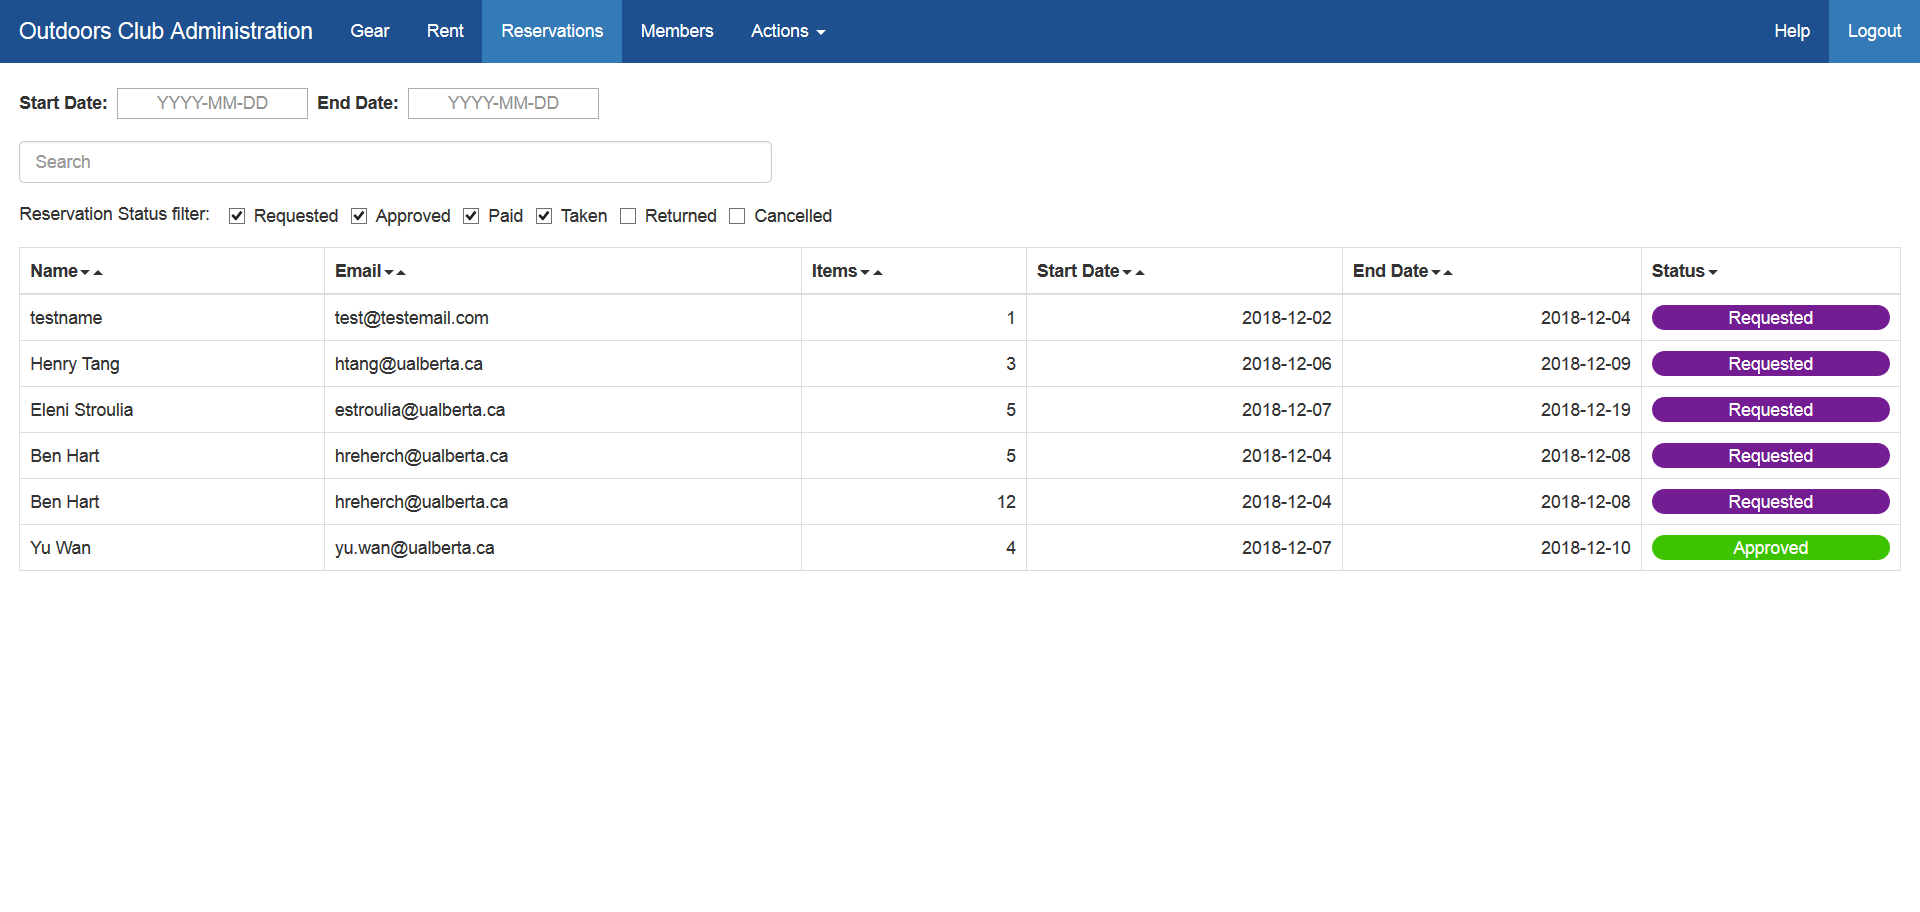 Outdoors Club Administration Gear Rent Reservations Members Actions Help Logout
Start Date: YYYY-MM-DD End Date: YYYY-MM-DD
Search
Reservation Status filter: Requested Approved Paid Taken Returned Cancelled
Name Email Items Start Date End Date Status
testname test@testemail.com 1 2018-12-02 2018-12-04 Requested
Henry Tang htang@ualberta.ca 3 2018-12-06 2018-12-09 Requested
Eleni Stroulia estroulia@ualberta.ca 5 2018-12-07 2018-12-19 Requested
Ben Hart hreherch@ualberta.ca 5 2018-12-04 2018-12-08 Requested
Ben Hart hreherch@ualberta.ca 12 2018-12-04 2018-12-08 Requested
Yu Wan yu.wan@ualberta.ca 4 2018-12-07 2018-12-10 Approved